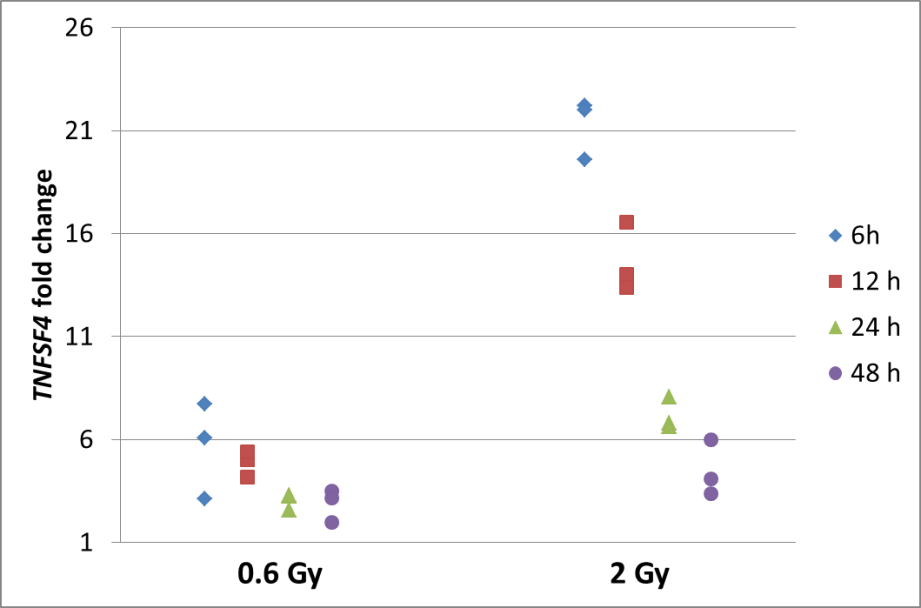 26
21
16
11
6
1
TNFSF4 fold change
0.6 Gy
2 Gy
6h
12 h
24 h
48 h